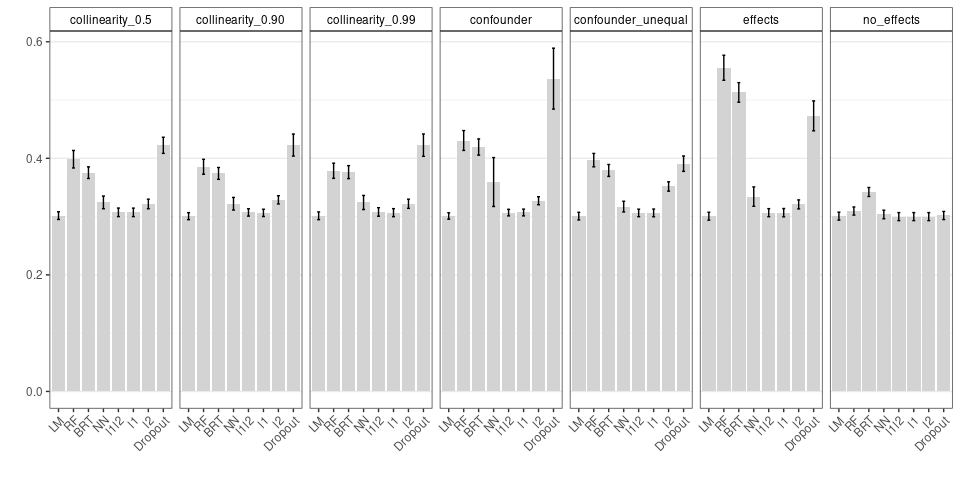 collinearity_0.5 collinearity_0.90 collinearity_0.99 confounder confounder_unequal effects no_effects
0.6
0.4
0.2
0.0
LM RF BRT NN l1l2 l1 l2 Dropout LM RF BRT NN l1l2 l1 l2 Dropout LM RF BRT NN l1l2 l1 l2 Dropout LM RF BRT NN l1l2 l1 l2 Dropout LM RF BRT NN l1l2 l1 l2 Dropout LM RF BRT NN l1l2 l1 l2 Dropout LM RF BRT NN l1l2 l1 l2 Dropout